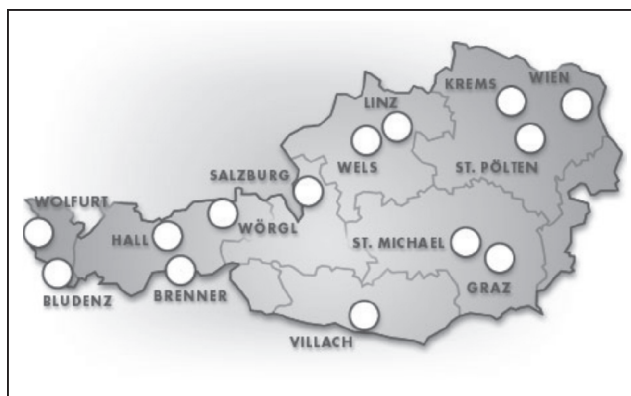 KREMS
WIEN
LINZ
WELS
ST. PÖLTEN
SALZBURG
WOLFURT
WÖRGL
HALL
ST. MICHAEL
BLUDENZ
BRENNER
GRAZ
VILLACH